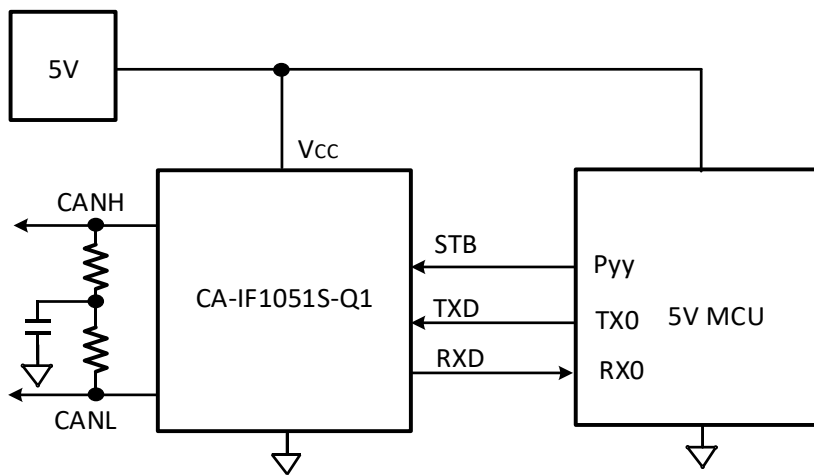 5V
VCC
CANH
STB
Pyy
CA-IF1051S-Q1
TXD
TX0
5V MCU
RXD
RX0
CANL